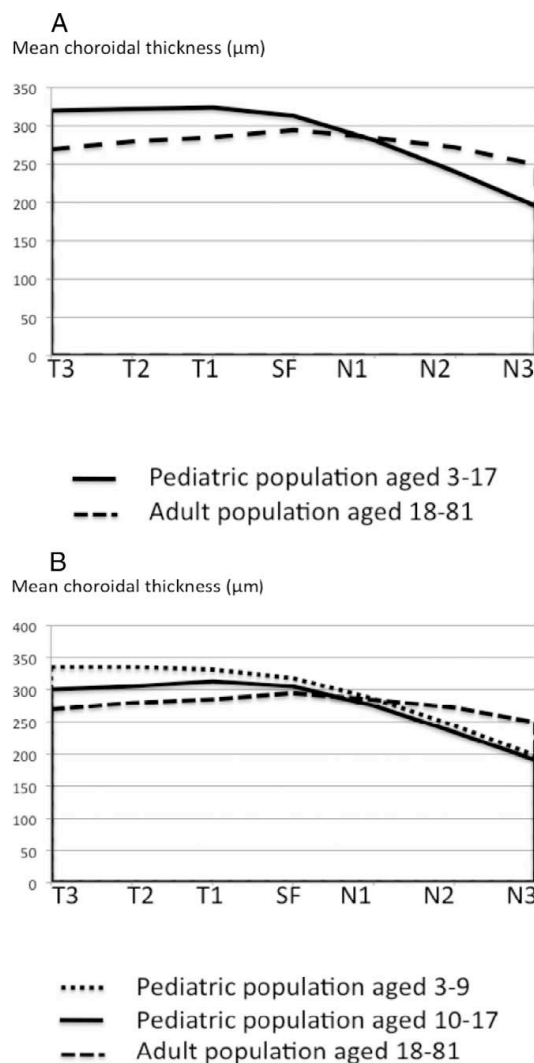 A
Mean choroidal thickness (μm)
350
300
250
200
150
100
50
0
T3 T2 T1 SF N1 N2 N3
Pediatric population aged 3-17
Adult population aged 18-81
B
Mean choroidal thickness (μm)
400
350
300
250
200
150
100
50
0
T3 T2 T1 SF N1 N2 N3
Pediatric population aged 3-9
Pediatric population aged 10-17
Adult population aged 18-81